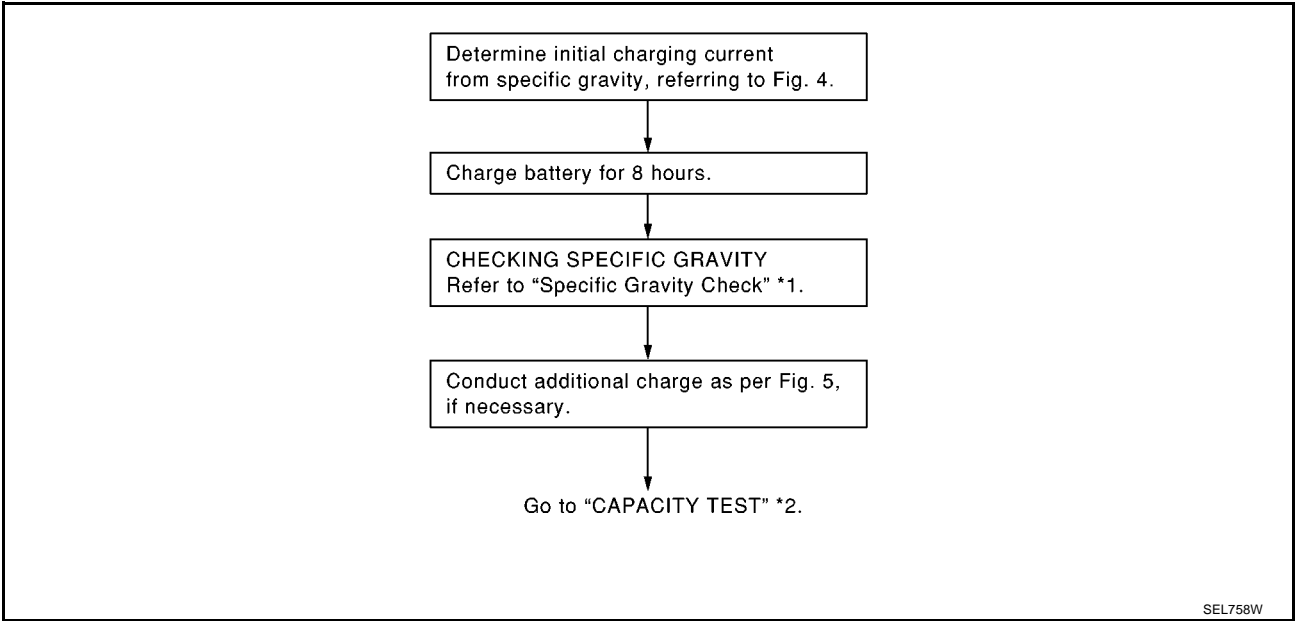 Determine initial charging current
from specific gravity, referring to Fig. 4.
Charge battery for 8 hours.
CHECKING SPECIFIC GRAVITY
Refer to “Specific Gravity Check” *1.
Conduct additional charge as per Fig. 5,
if necessary.
Go to “CAPACITY TEST” *2.
SEL758W